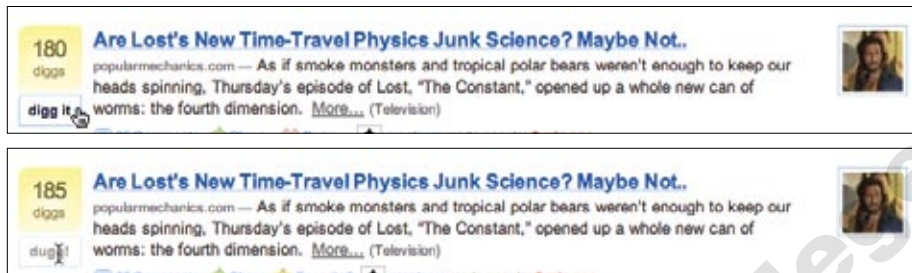 180
diggs
digg it
Are Lost's New Time-Travel Physics Junk Science? Maybe Not..
popularmechanics.com — As if smoke monsters and tropical polar bears weren't enough to keep our
heads spinning, Thursday's episode of Lost, "The Constant," opened up a whole new can of
worms: the fourth dimension. More... (Television)
185
diggs
dugg!
Are Lost's New Time-Travel Physics Junk Science? Maybe Not..
popularmechanics.com — As if smoke monsters and tropical polar bears weren't enough to keep our
heads spinning, Thursday's episode of Lost, "The Constant," opened up a whole new can of
worms: the fourth dimension. More... (Television)